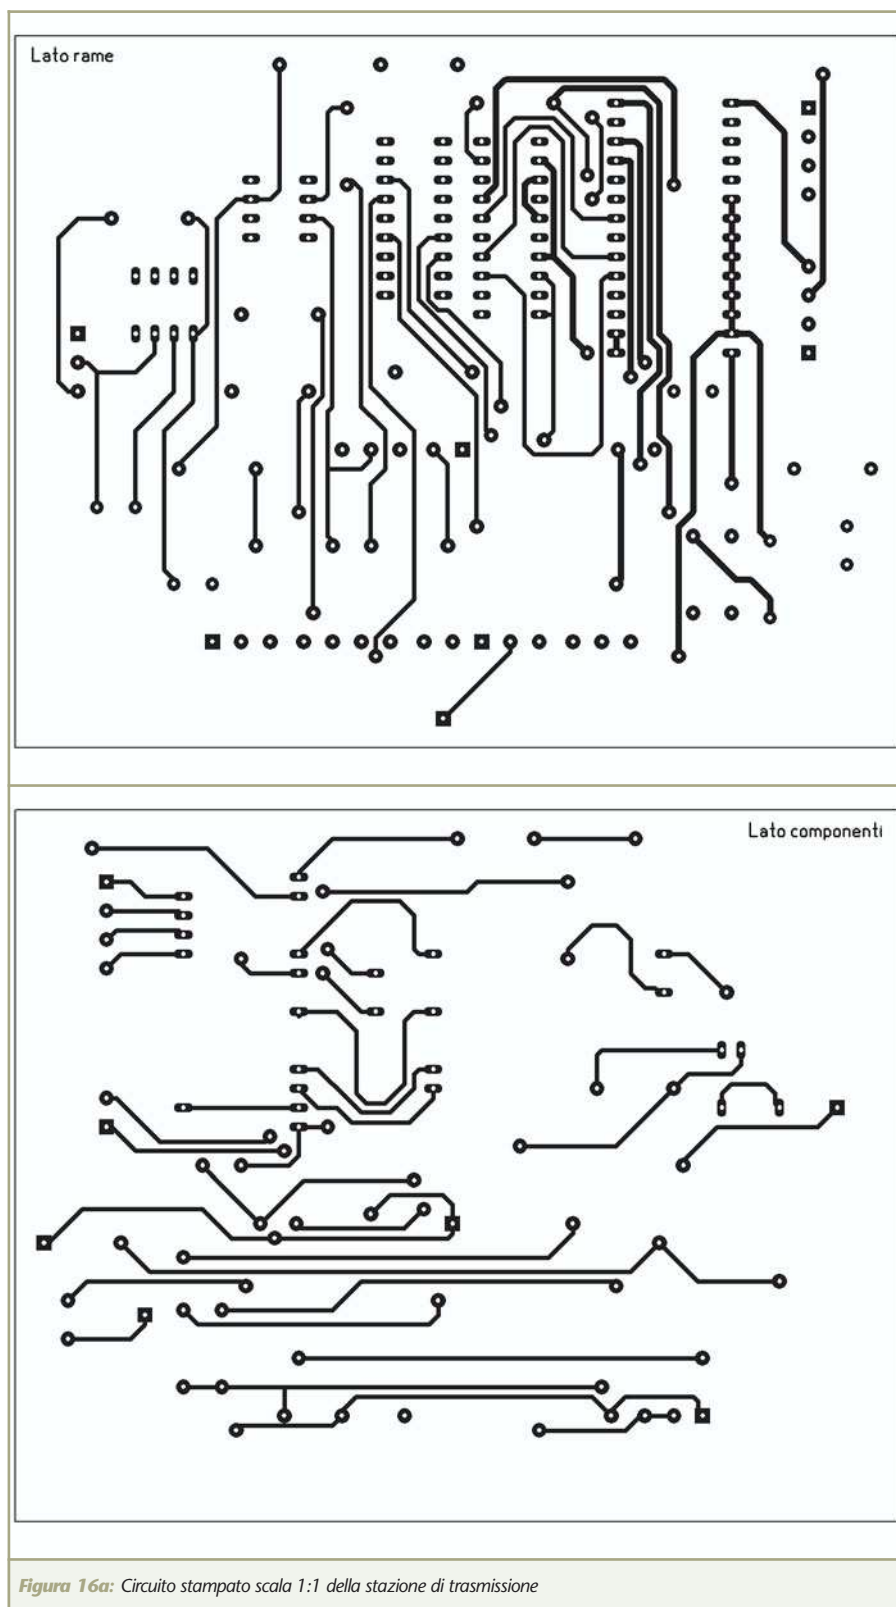 Lato rame
Lato componenti
Figura 16a: Circuito stampato scala 1:1 della stazione di trasmissione